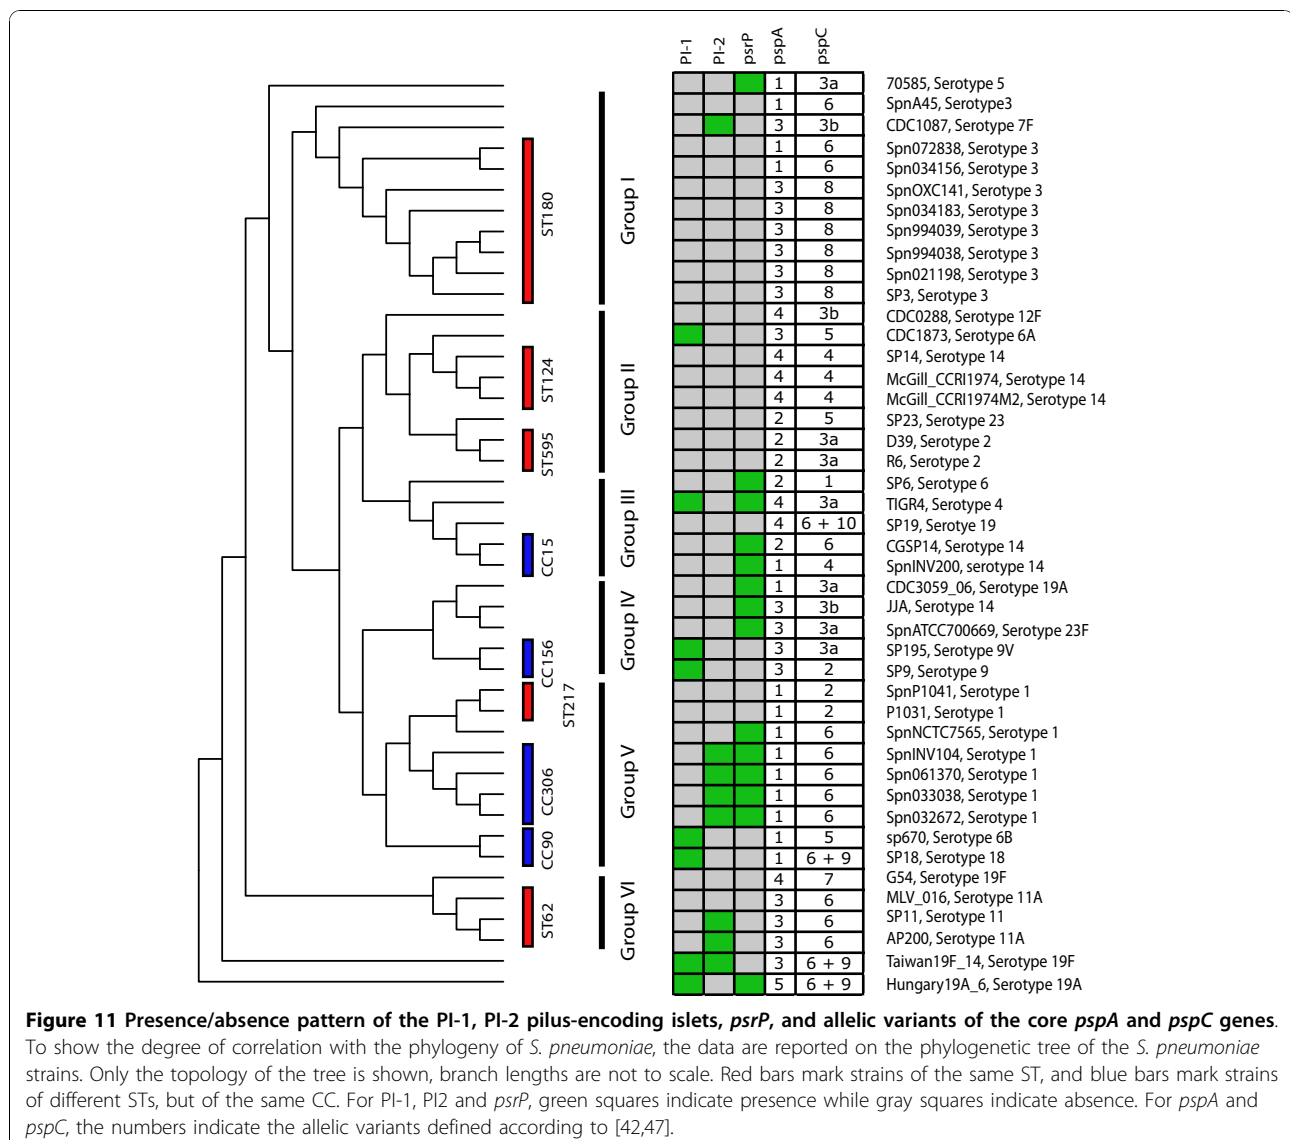 PI-1 PI-2 psrP pspA pspC
1 3a 70585, Serotype 5
1 6 SpnA45, Serotype3
3 3b CDC1087, Serotype 7F
1 6 Spn072838, Serotype 3
1 6 Spn034156, Serotype 3
3 8 SpnOXC141, Serotype 3
3 8 Spn034183, Serotype 3
3 8 Spn994039, Serotype 3
3 8 Spn994038, Serotype 3
3 8 Spn021198, Serotype 3
3 8 SP3, Serotype 3
4 3b CDC0288, Serotype 12F
3 5 CDC1873, Serotype 6A
4 4 SP14, Serotype 14
4 4 McGill_CCRI1974, Serotype 14
4 4 McGill_CCRI1974M2, Serotype 14
2 5 SP23, Serotype 23
2 3a D39, Serotype 2
2 3a R6, Serotype 2
2 1 SP6, Serotype 6
4 3a TIGR4, Serotype 4
4 6 + 10 SP19, Serotye 19
2 6 CGSP14, Serotype 14
1 4 SpnINV200, serotype 14
1 3a CDC3059_06, Serotype 19A
3 3b JJA, Serotype 14
3 3a SpnATCC700669, Serotype 23F
3 3a SP195, Serotype 9V
3 2 SP9, Serotype 9
1 2 SpnP1041, Serotype 1
1 2 P1031, Serotype 1
1 6 SpnNCTC7565, Serotype 1
1 6 SpnINV104, Serotype 1
1 6 Spn061370, Serotype 1
1 6 Spn033038, Serotype 1
1 6 Spn032672, Serotype 1
1 5 sp670, Serotype 6B
1 6 + 9 SP18, Serotype 18
4 7 G54, Serotype 19F
3 6 MLV_016, Serotype 11A
3 6 SP11, Serotype 11
3 6 AP200, Serotype 11A
3 6 + 9 Taiwan19F_14, Serotype 19F
5 6 + 9 Hungary19A_6, Serotype 19A
ST180
ST124
ST595
CC15
CC156
ST217
CC306
CC90
ST62
Group I
Group II
Group III
Group IV
Group V
Group VI
Figure 11 Presence/absence pattern of the PI-1, PI-2 pilus-encoding islets, psrP, and allelic variants of the core pspA and pspC genes.
To show the degree of correlation with the phylogeny of S. pneumoniae, the data are reported on the phylogenetic tree of the S. pneumoniae
strains. Only the topology of the tree is shown, branch lengths are not to scale. Red bars mark strains of the same ST, and blue bars mark strains
of different STs, but of the same CC. For PI-1, PI2 and psrP, green squares indicate presence while gray squares indicate absence. For pspA and
pspC, the numbers indicate the allelic variants defined according to [42,47].